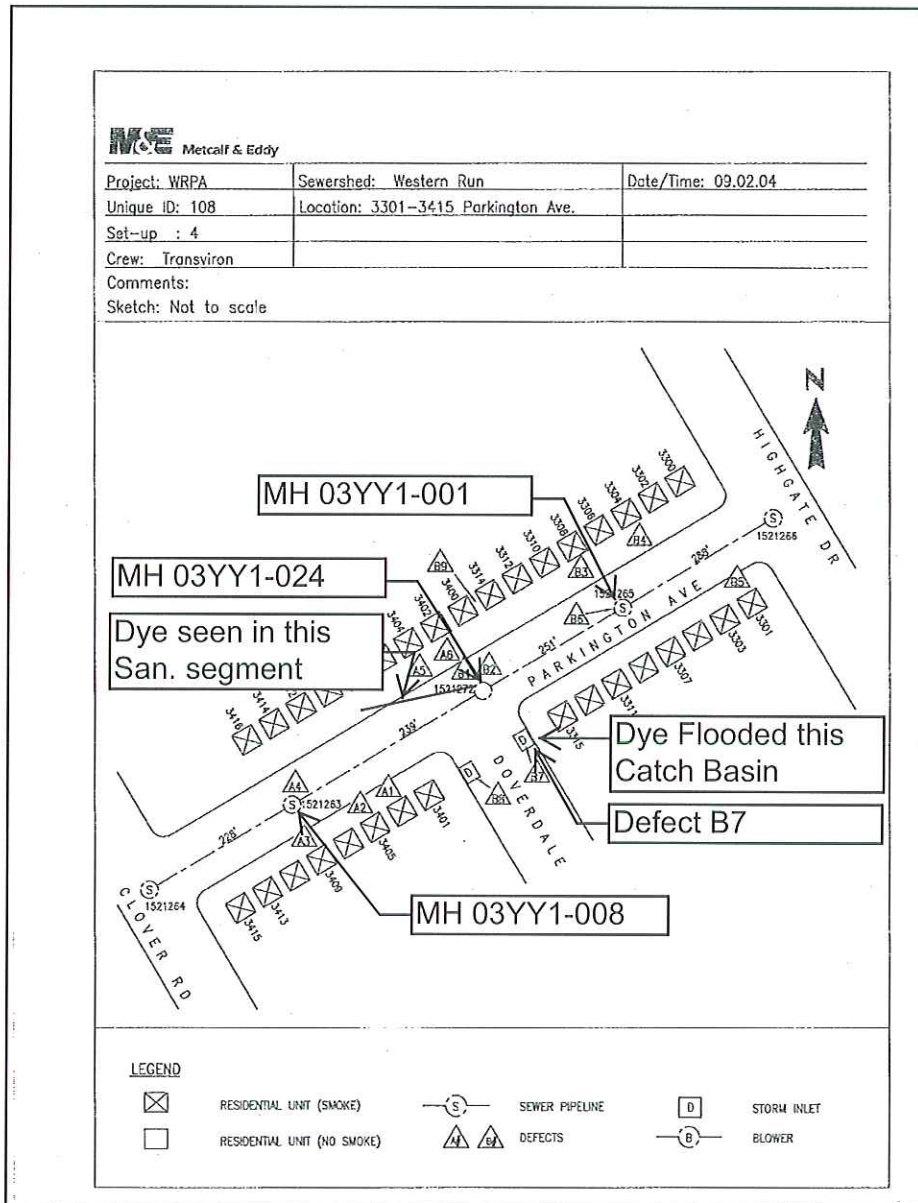 M&E Metcalf & Eddy
Project: WRPA
Sewershed: Western Run
Date/Time: 09.02.04
Unique ID: 108
Location: 3301-3415 Parkington Ave.
Set-up : 4
Crew: Transviron
Comments:
Sketch: Not to scale
N
HIGHGATE DR
MH 03YY1-001
3300
3302
3304
3306
3308
3310
3312
3314
3400
3402
3404
3414
3416
B9
B4
B3
288'
1521266
MH 03YY1-024
1521265
B6
B5
PARKINGTON AVE
251'
Dye seen in this
San. segment
A6
A5
B1
B2
1521272
239'
3301
3303
3307
3311
3315
Dye Flooded this
Catch Basin
D
B7
Defect B7
D
B8
DOVERDALE
A4
1521263
A3
A2
A1
228'
3401
3405
3409
3413
3415
S
S
S
S
1521264
CLOVER RD
MH 03YY1-008
LEGEND
RESIDENTIAL UNIT (SMOKE)
S
SEWER PIPELINE
D
STORM INLET
RESIDENTIAL UNIT (NO SMOKE)
DEFECTS
B
BLOWER